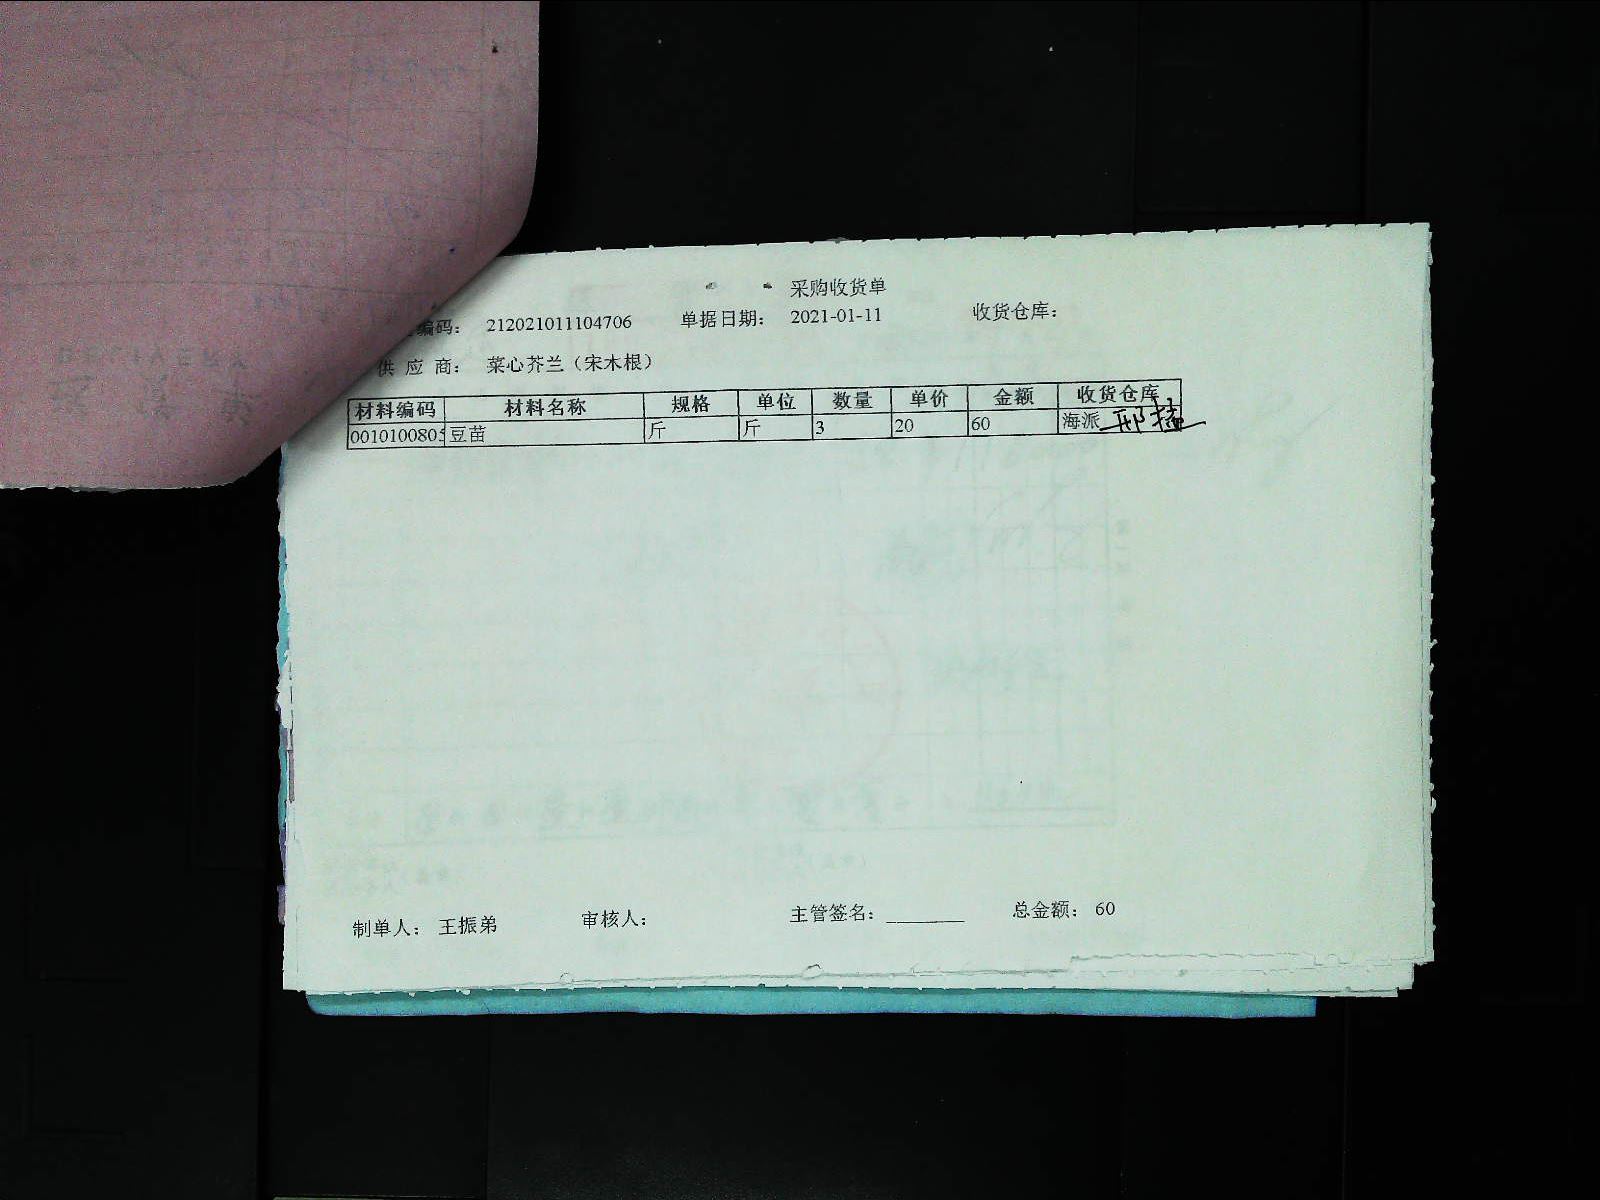 采购收货单
编码: 212021011104706 单据日期: 2021-01-11 收货仓库:
供应商: 菜心芥兰（宋木根）
材料编码 材料名称 规格 单位 数量 单价 金额 收货仓库
0010100805 豆苗 斤 斤 3 20 60 海派
制单人: 王振弟 审核人: 主管签名: ________ 总金额: 60
DELIVERY